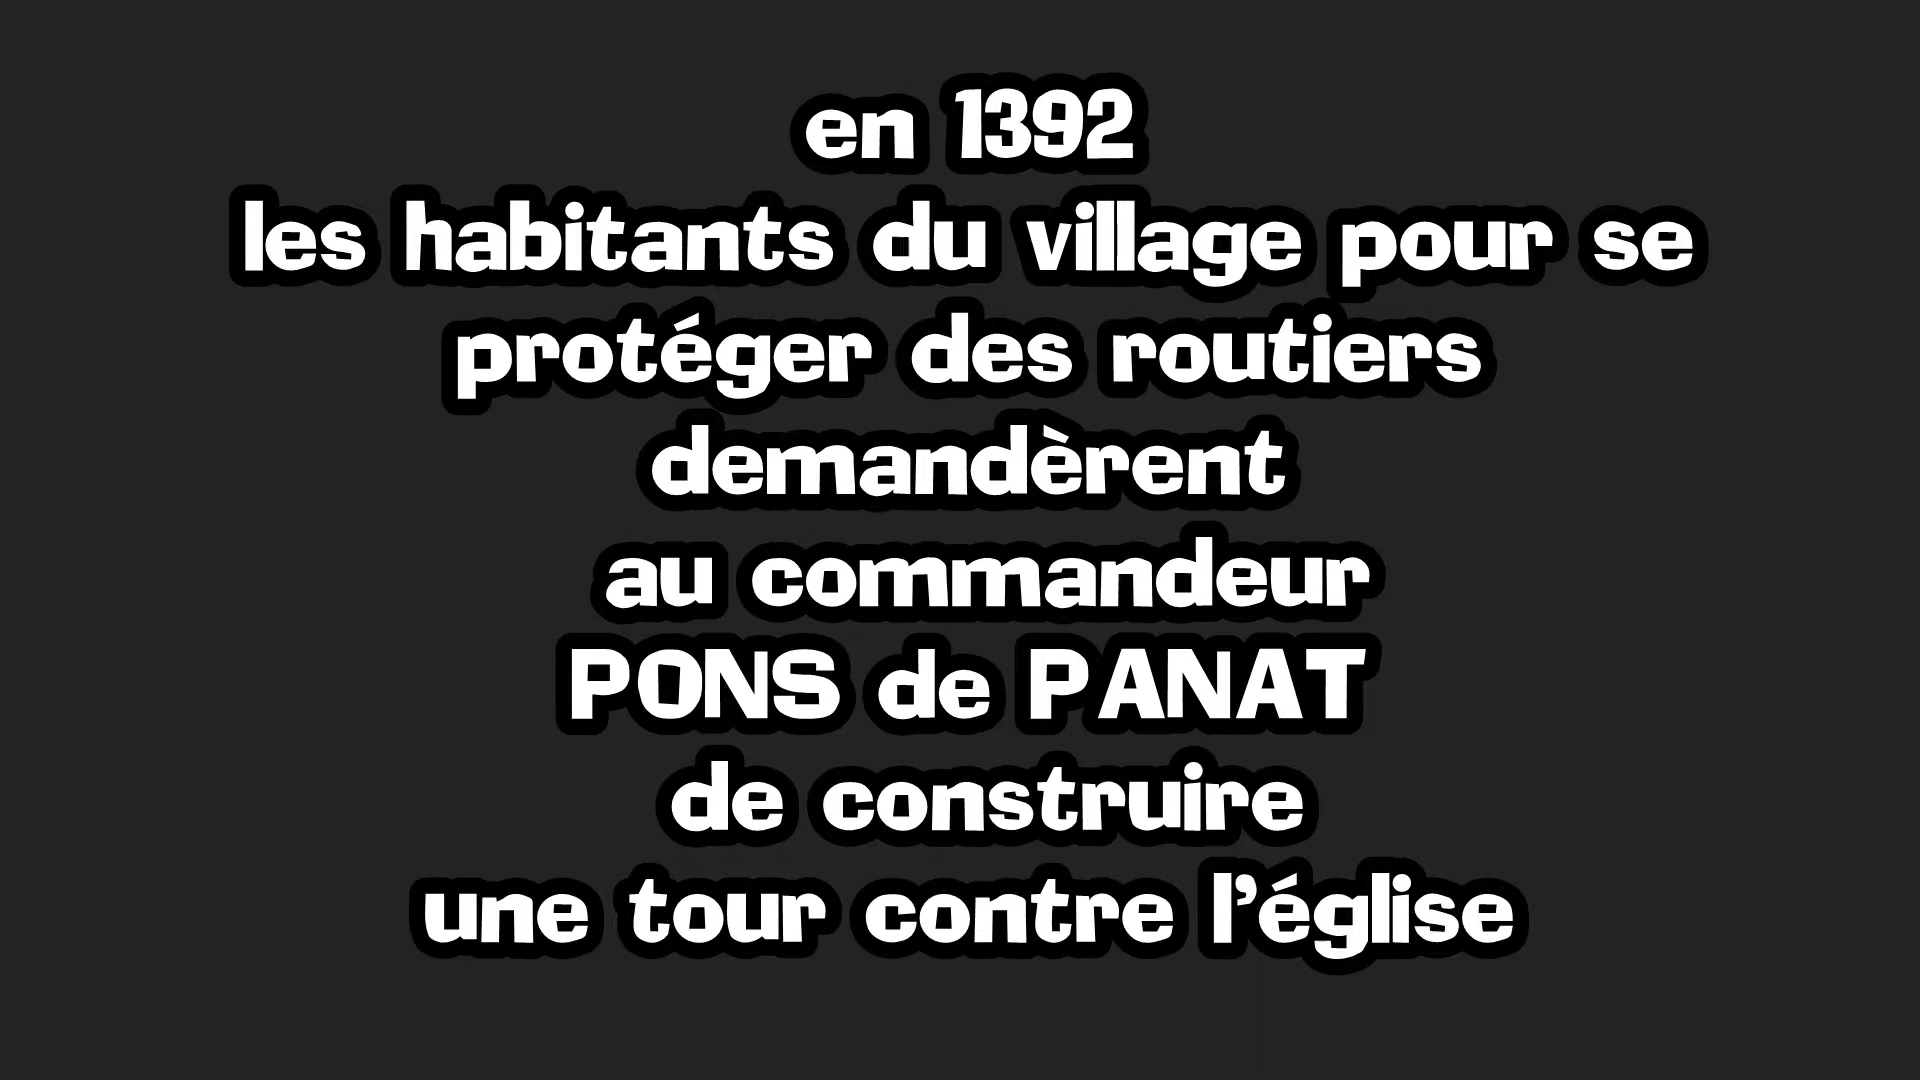 en 1392
les habitants du village pour se
protéger des routiers
demandèrent
au commandeur
PONS de PANAT
de construire
une tour contre l'église